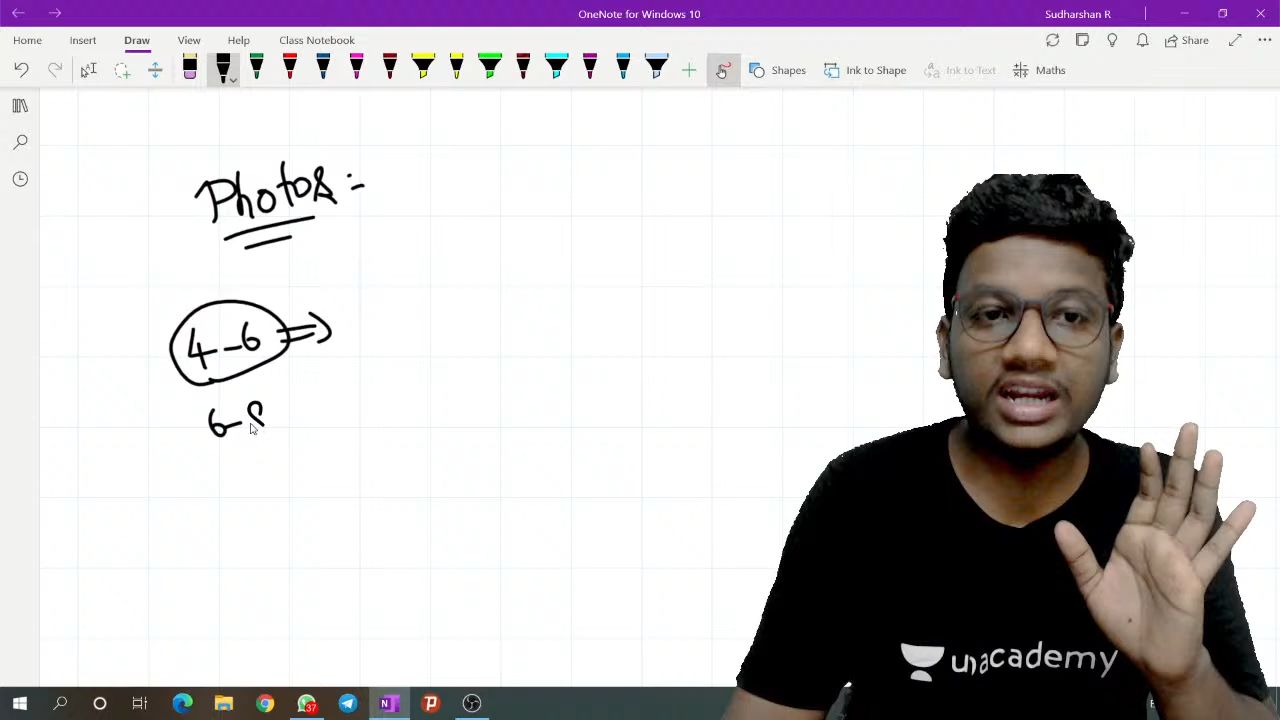 OneNote for Windows 10
Sudharshan R
Home Insert Draw View Help Class Notebook
Share
Shapes Ink to Shape Ink to Text Maths
Photos :-
4-6 ⇒
6-8
unacademy
37